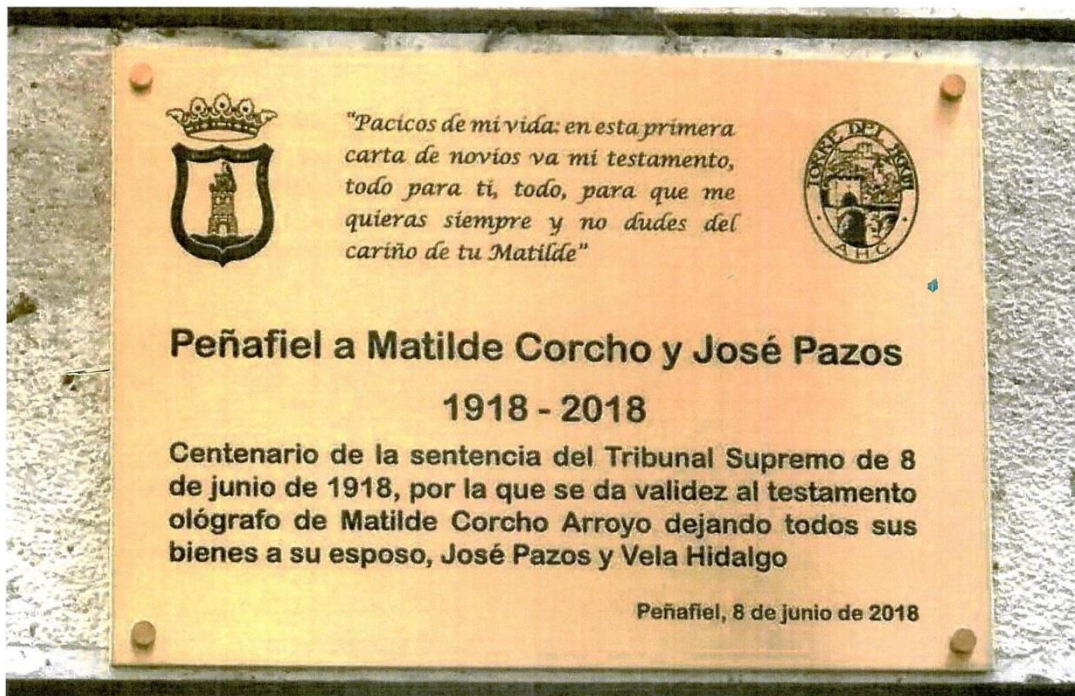 "Pacicos de mi vida: en esta primera
carta de novios va mi testamento,
todo para ti, todo, para que me
quieras siempre y no dudes del
cariño de tu Matilde"
TORRE DEL
AHC
Peñafiel a Matilde Corcho y José Pazos
1918 - 2018
Centenario de la sentencia del Tribunal Supremo de 8
de junio de 1918, por la que se da validez al testamento
ológrafo de Matilde Corcho Arroyo dejando todos sus
bienes a su esposo, José Pazos y Vela Hidalgo
Peñafiel, 8 de junio de 2018